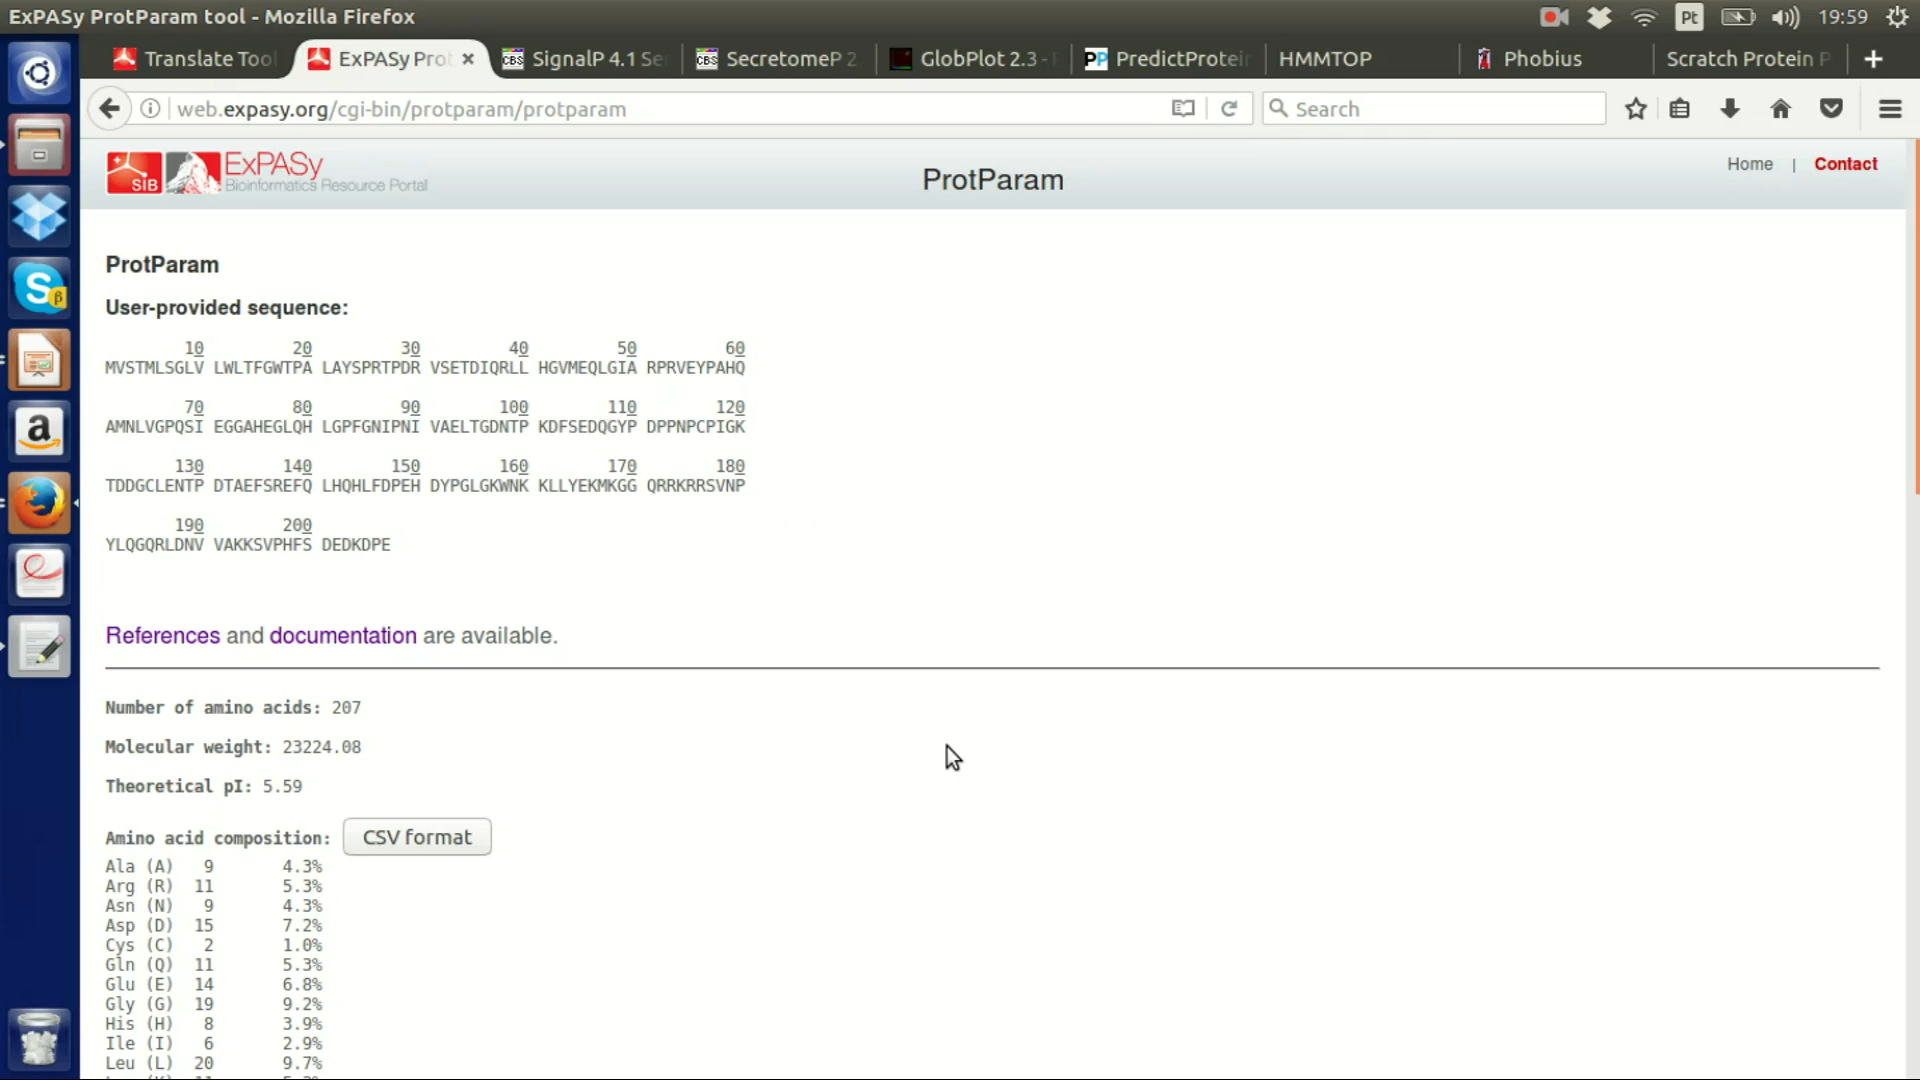 ExPASy ProtParam tool - Mozilla Firefox
Pt
19:59
Translate Tool
ExPASy Pro
SignalP 4.1 Se
SecretomeP 2
GlobPlot 2.3 -
PP PredictProtein
HMMTOP
Phobius
Scratch Protein P
web.expasy.org/cgi-bin/protparam/protparam
Search
SIB
ExPASy
Bioinformatics Resource Portal
ProtParam
Home | Contact
ProtParam
User-provided sequence:
10 20 30 40 50 60
MVSTMLSGLV LWLTFGWTPA LAYSPRTPDR VSETDIQRLL HGVMEQLGIA RPRVEYPAHQ
70 80 90 100 110 120
AMNLVGPQSI EGGAHEGLQH LGPFGNIPNI VAELTGDNTP KDFSEDQGYP DPPNPCPIGK
130 140 150 160 170 180
TDDGCLENTP DTAEFSREFQ LHQHLFDPEH DYPGLGKWNK KLLYEKMKGG QRRKRRSVNP
190 200
YLQGQRLDNV VAKKSVPHFS DEDKDPE
References and documentation are available.
Number of amino acids: 207
Molecular weight: 23224.08
Theoretical pI: 5.59
Amino acid composition: CSV format
Ala (A) 9 4.3%
Arg (R) 11 5.3%
Asn (N) 9 4.3%
Asp (D) 15 7.2%
Cys (C) 2 1.0%
Gln (Q) 11 5.3%
Glu (E) 14 6.8%
Gly (G) 19 9.2%
His (H) 8 3.9%
Ile (I) 6 2.9%
Leu (L) 20 9.7%